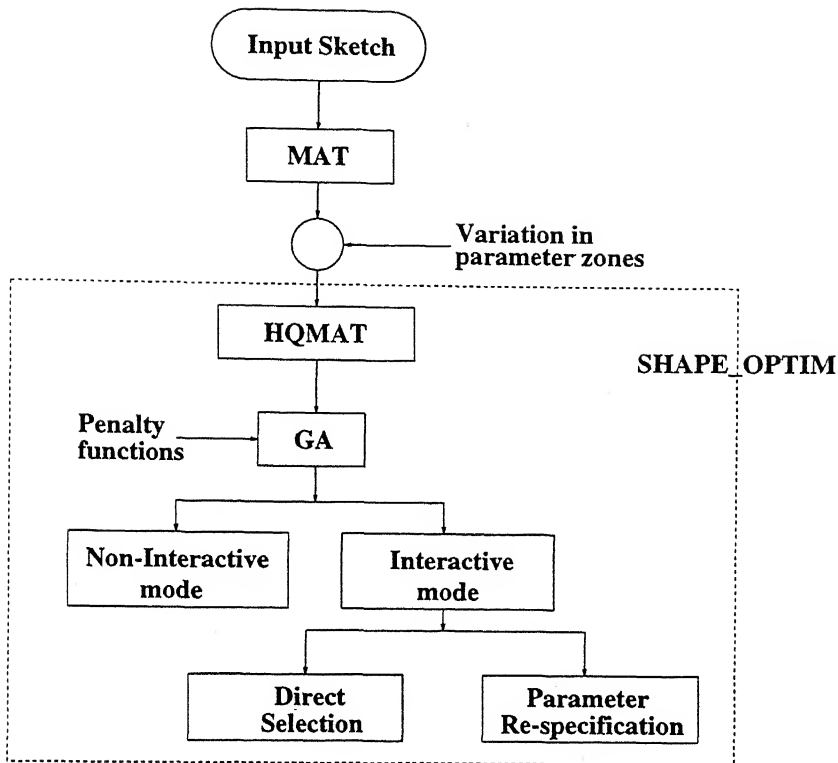 Input Sketch
MAT
Variation in
parameter zones
HQMAT
SHAPE_OPTIM
Penalty
functions
GA
Non-Interactive
mode
Interactive
mode
Direct
Selection
Parameter
Re-specification